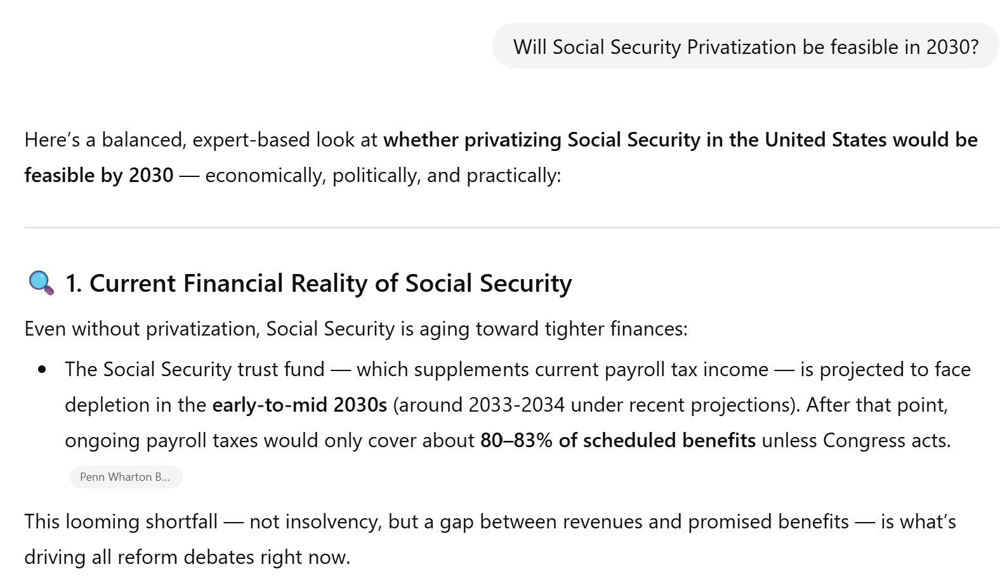 Will Social Security Privatization be feasible in 2030?
Here’s a balanced, expert-based look at whether privatizing Social Security in the United States would be
feasible by 2030 — economically, politically, and practically:
1. Current Financial Reality of Social Security
Even without privatization, Social Security is aging toward tighter finances:
• The Social Security trust fund — which supplements current payroll tax income — is projected to face
depletion in the early-to-mid 2030s (around 2033-2034 under recent projections). After that point,
ongoing payroll taxes would only cover about 80–83% of scheduled benefits unless Congress acts.
Penn Wharton B...
This looming shortfall — not insolvency, but a gap between revenues and promised benefits — is what’s
driving all reform debates right now.